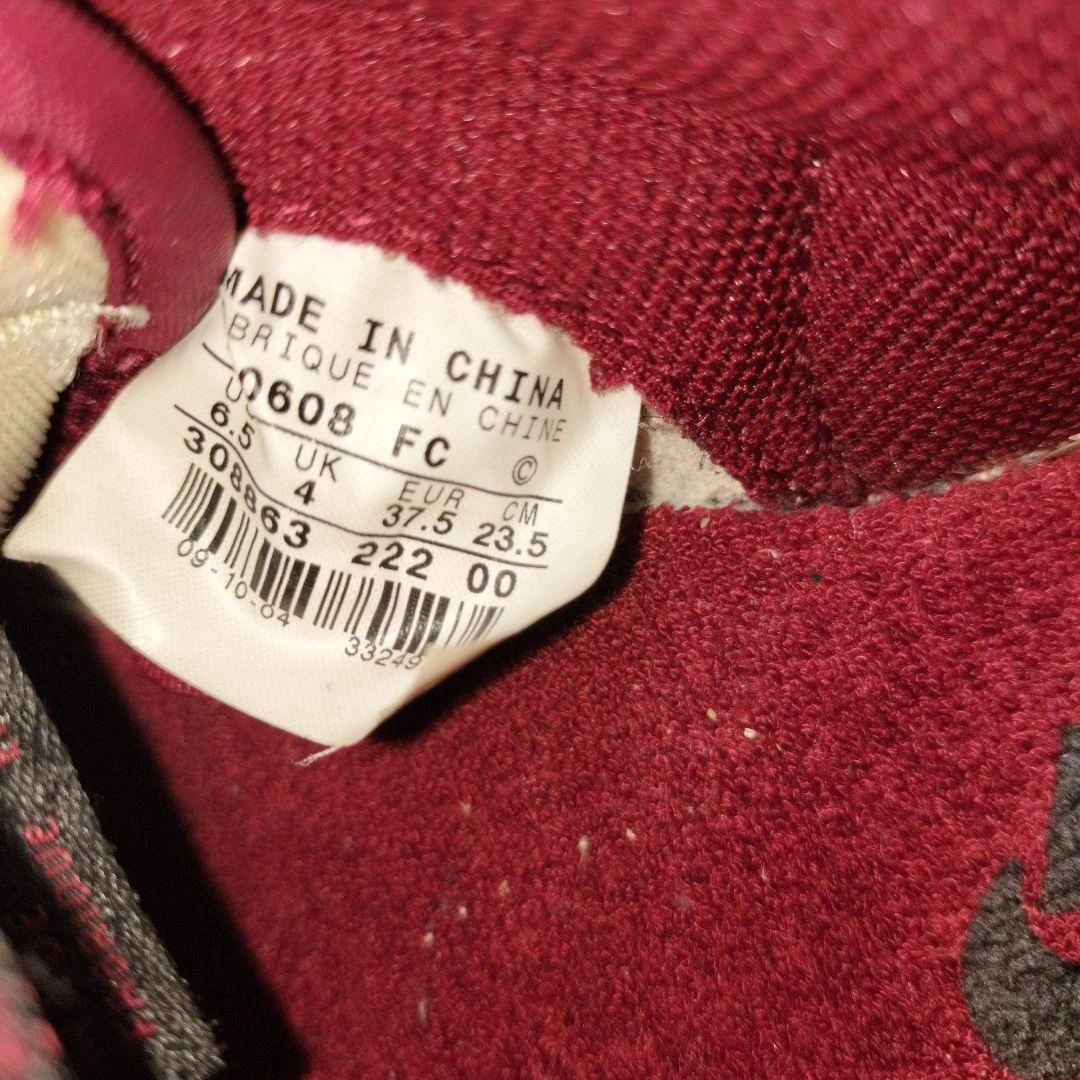 MADE IN CHINA
BRIQUE EN CHINE
0608 FC ©
UK EUR CM
6.5 4 37.5 23.5
308863 222 00
09-10-04 33249